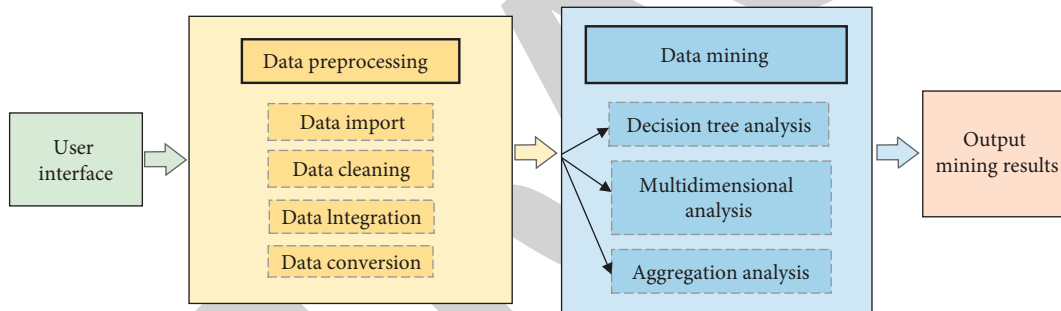 User
interface
Data preprocessing
Data import
Data cleaning
Data Integration
Data conversion
Data mining
Decision tree analysis
Multidimensional
analysis
Aggregation analysis
Output
mining results